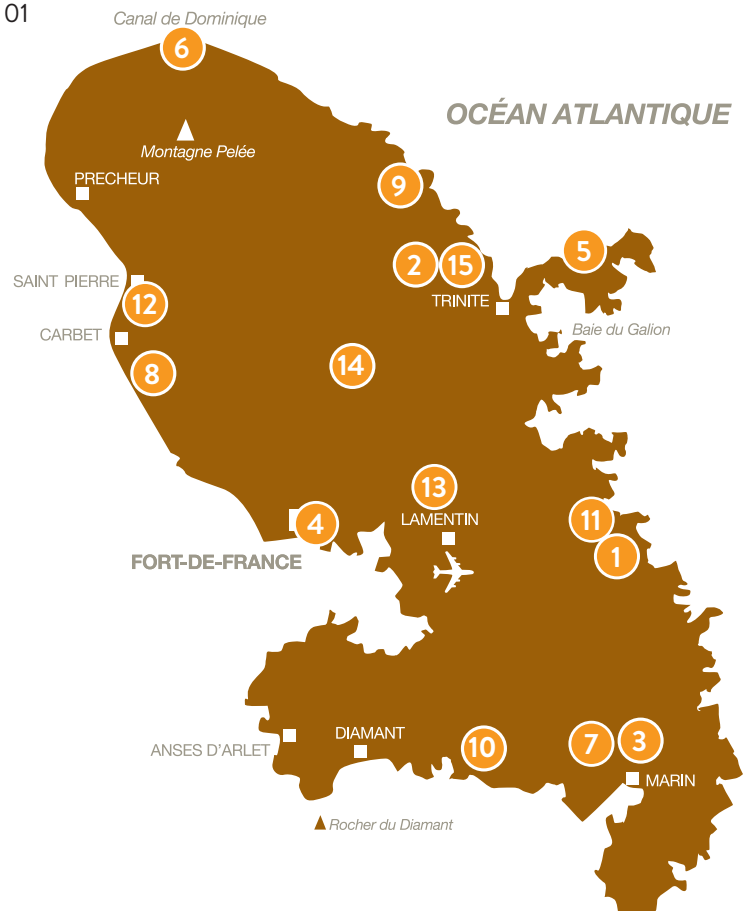 01
Canal de Dominique
6
OCÉAN ATLANTIQUE
Montagne Pelée
PRECHEUR
9
5
2
15
SAINT PIERRE
12
TRINITE
Baie du Galion
CARBET
8
14
13
LAMENTIN
11
4
1
FORT-DE-FRANCE
ANSES D'ARLET
DIAMANT
10
7
3
MARIN
Rocher du Diamant